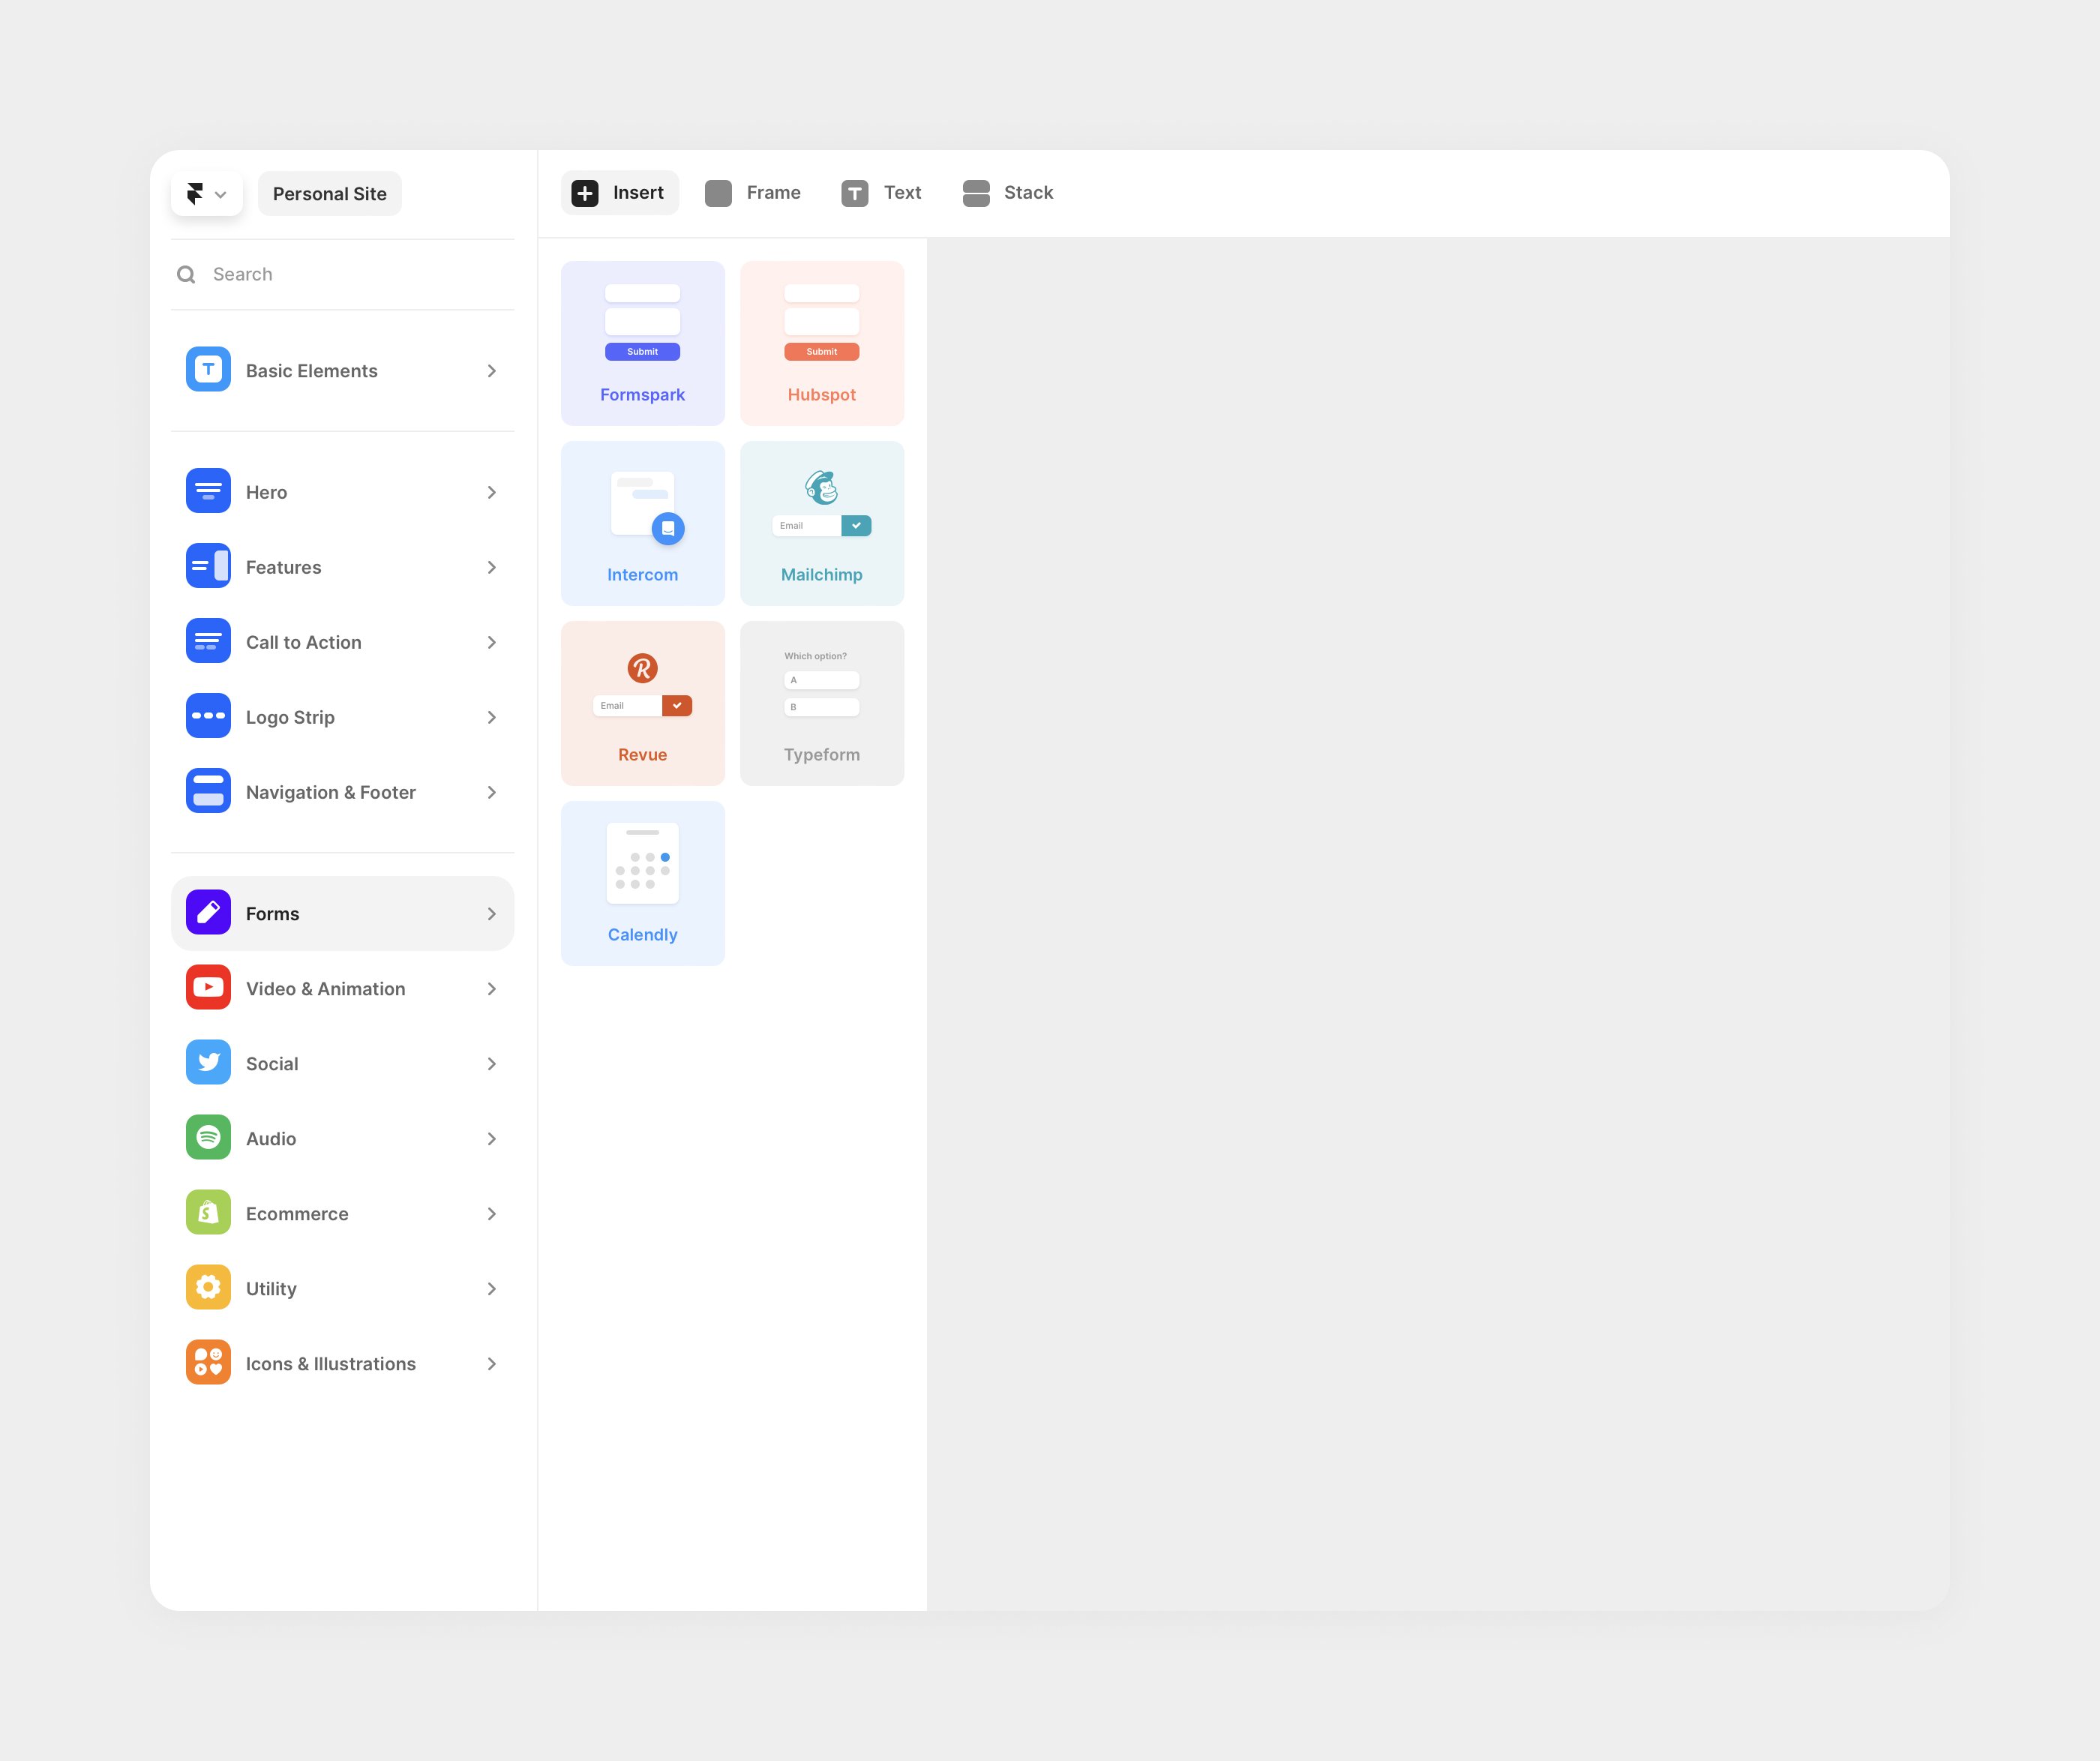 Personal Site
Insert
Frame
T
Text
Stack
Search
T
Basic Elements
Hero
Features
Call to Action
Logo Strip
Navigation & Footer
Forms
Video & Animation
Social
Audio
Ecommerce
Utility
Icons & Illustrations
Submit
Formspark
Submit
Hubspot
Intercom
Email
Mailchimp
R
Email
Revue
Which option?
A
B
Typeform
Calendly